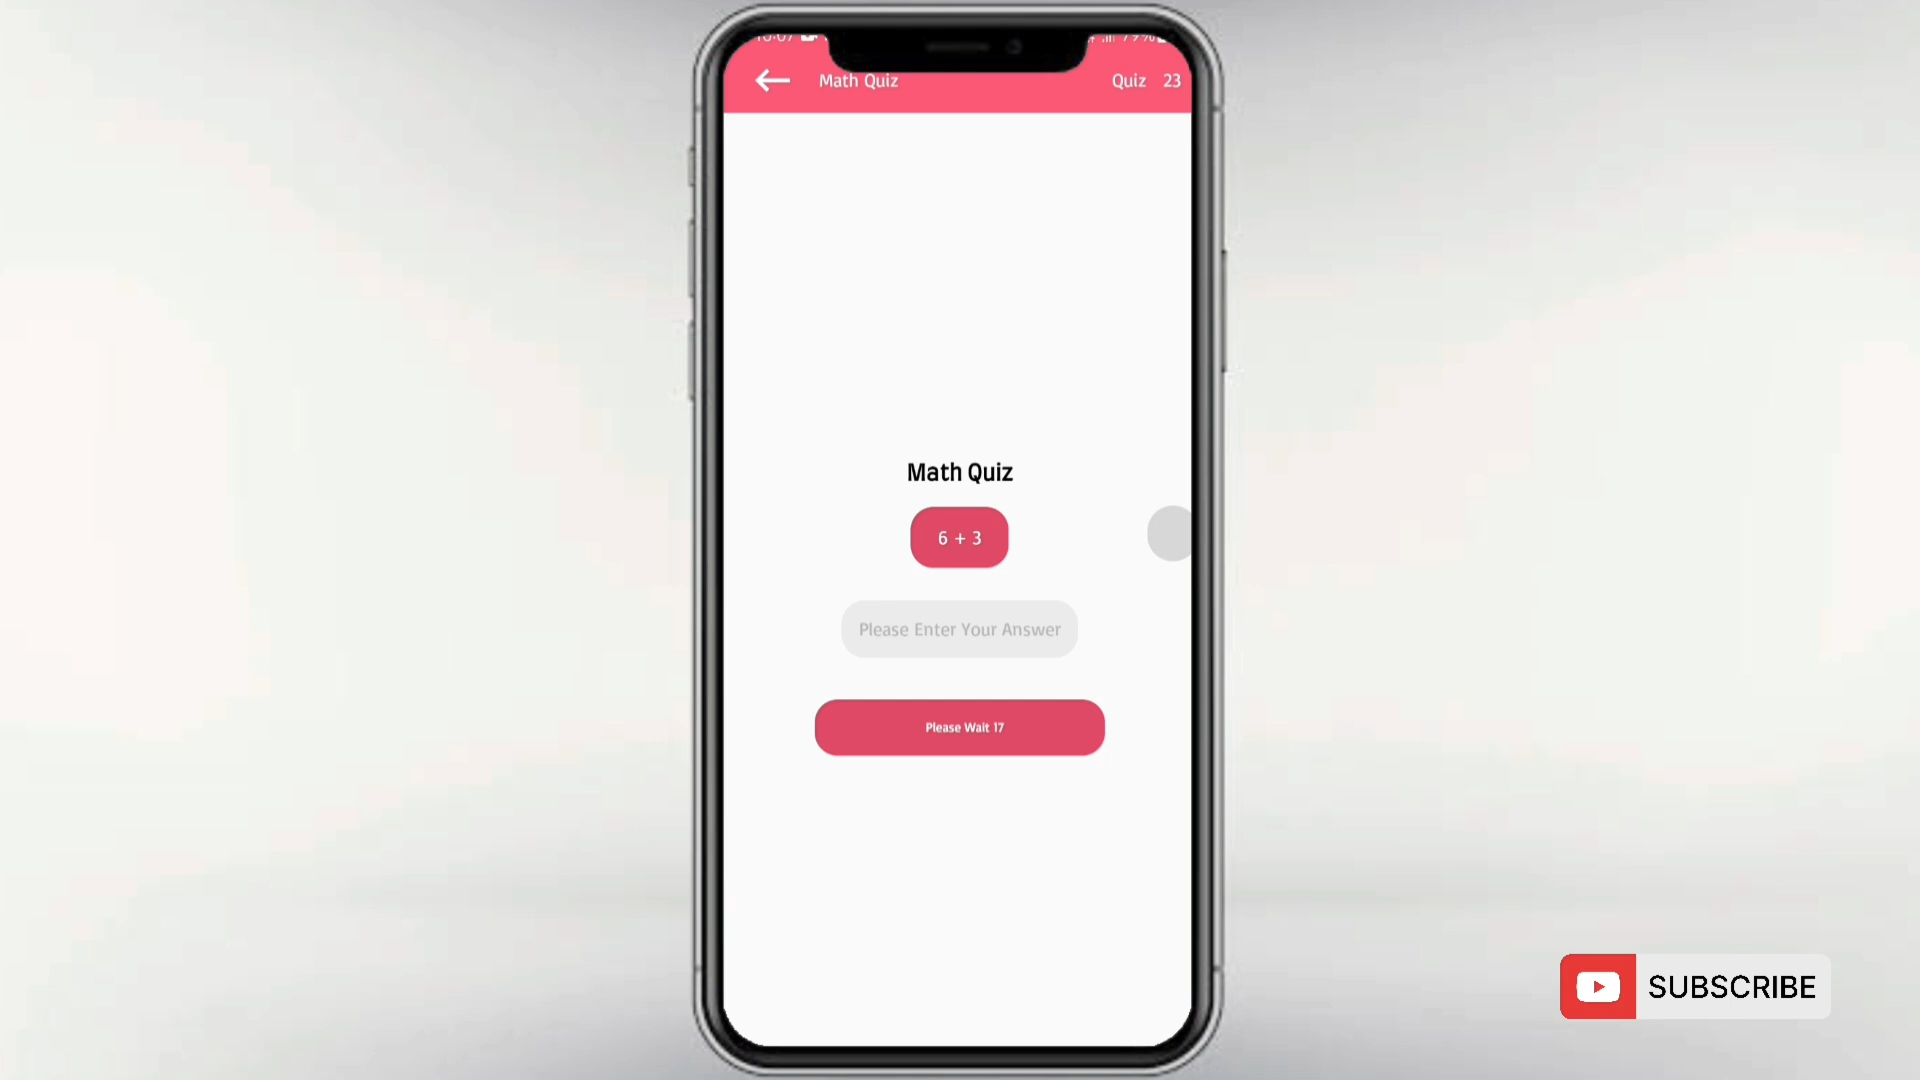 Math Quiz
Quiz 23
Math Quiz
6 + 3
Please Enter Your Answer
Please Wait 17
SUBSCRIBE